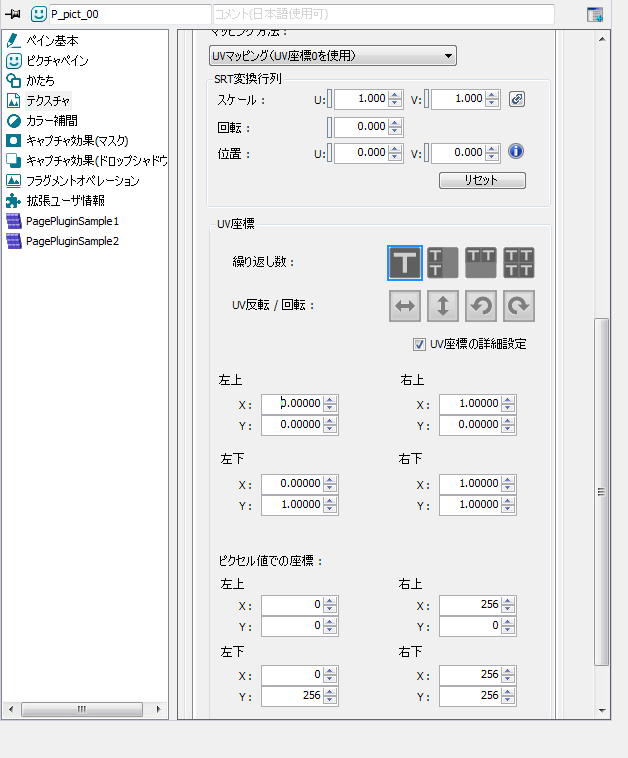 P_pict_00
コメント(日本語使用可)
ペイン基本
ピクチャペイン
かたち
テクスチャ
カラー補間
キャプチャ効果(マスク)
キャプチャ効果(ドロップシャドウ
フラグメントオペレーション
拡張ユーザ情報
PagePluginSample1
PagePluginSample2
マッピング方法:
UVマッピング(UV座標0を使用)
SRT変換行列
スケール: U: 1.000 V: 1.000
回転: 0.000
位置: U: 0.000 V: 0.000
リセット
UV座標
繰り返し数: T TT TT TTTT
UV反転 / 回転:
UV座標の詳細設定
左上 右上
X: 0.00000 X: 1.00000
Y: 0.00000 Y: 0.00000
左下 右下
X: 0.00000 X: 1.00000
Y: 1.00000 Y: 1.00000
ピクセル値での座標:
左上 右上
X: 0 X: 256
Y: 0 Y: 0
左下 右下
X: 0 X: 256
Y: 256 Y: 256